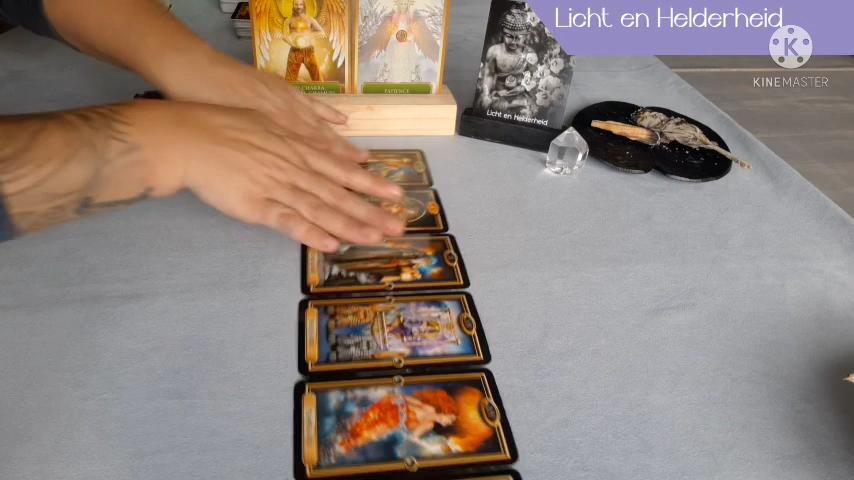 Licht en Helderheid
K
KINEMASTER
PATIENCE
Licht en Helderheid